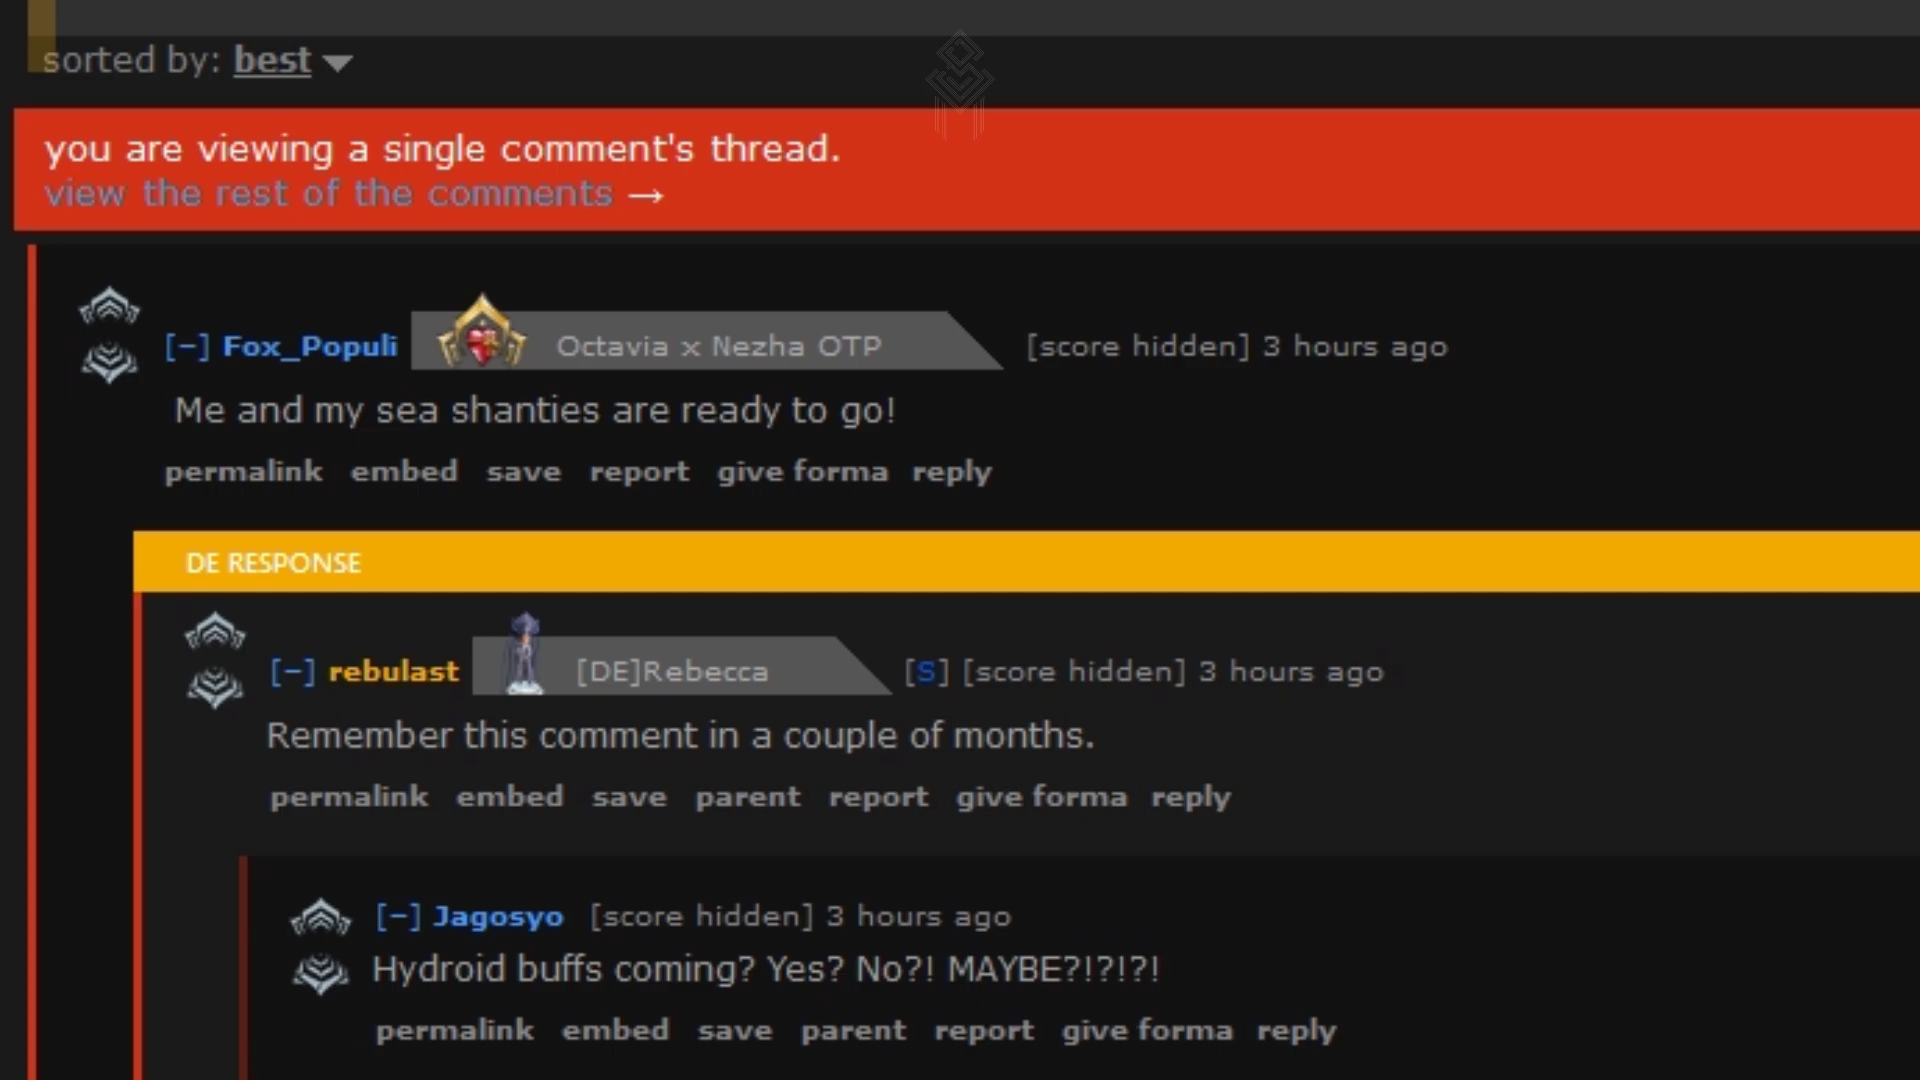 sorted by: best
you are viewing a single comment's thread.
view the rest of the comments →
[–] Fox_Populi Octavia x Nezha OTP [score hidden] 3 hours ago
Me and my sea shanties are ready to go!
permalink embed save report give forma reply
DE RESPONSE
[–] rebulast [DE]Rebecca [S] [score hidden] 3 hours ago
Remember this comment in a couple of months.
permalink embed save parent report give forma reply
[–] Jagosyo [score hidden] 3 hours ago
Hydroid buffs coming? Yes? No?! MAYBE?!?!?!
permalink embed save parent report give forma reply